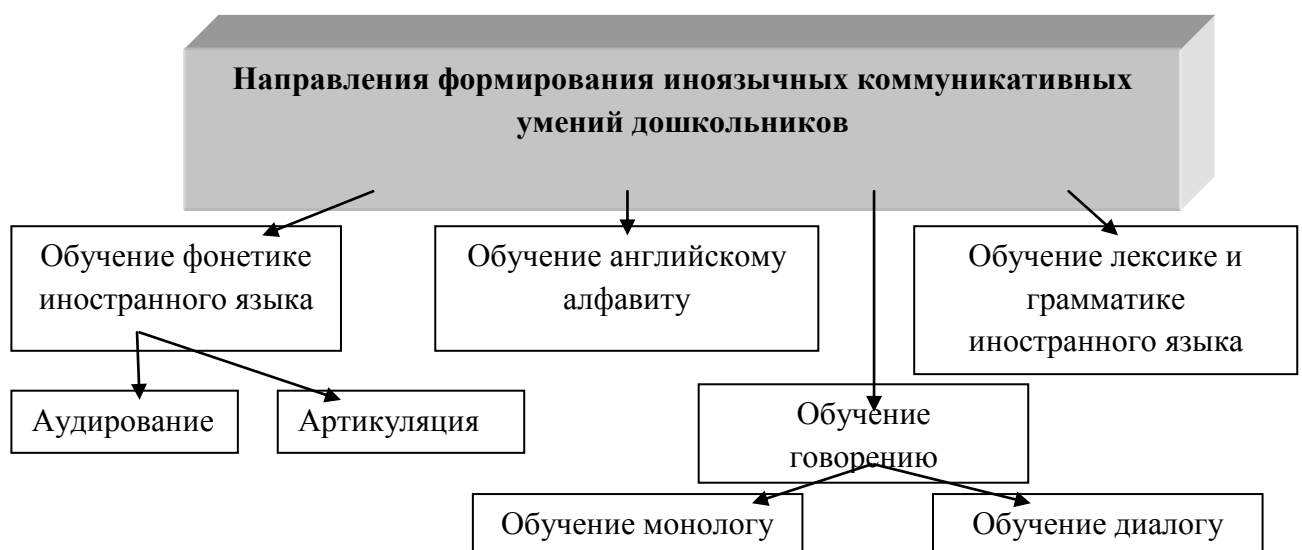 Направления формирования иноязычных коммуникативных
умений дошкольников
Обучение фонетике
иностранного языка
Обучение английскому
алфавиту
Обучение лексике и
грамматике
иностранного языка
Аудирование
Артикуляция
Обучение
говорению
Обучение монологу
Обучение диалогу